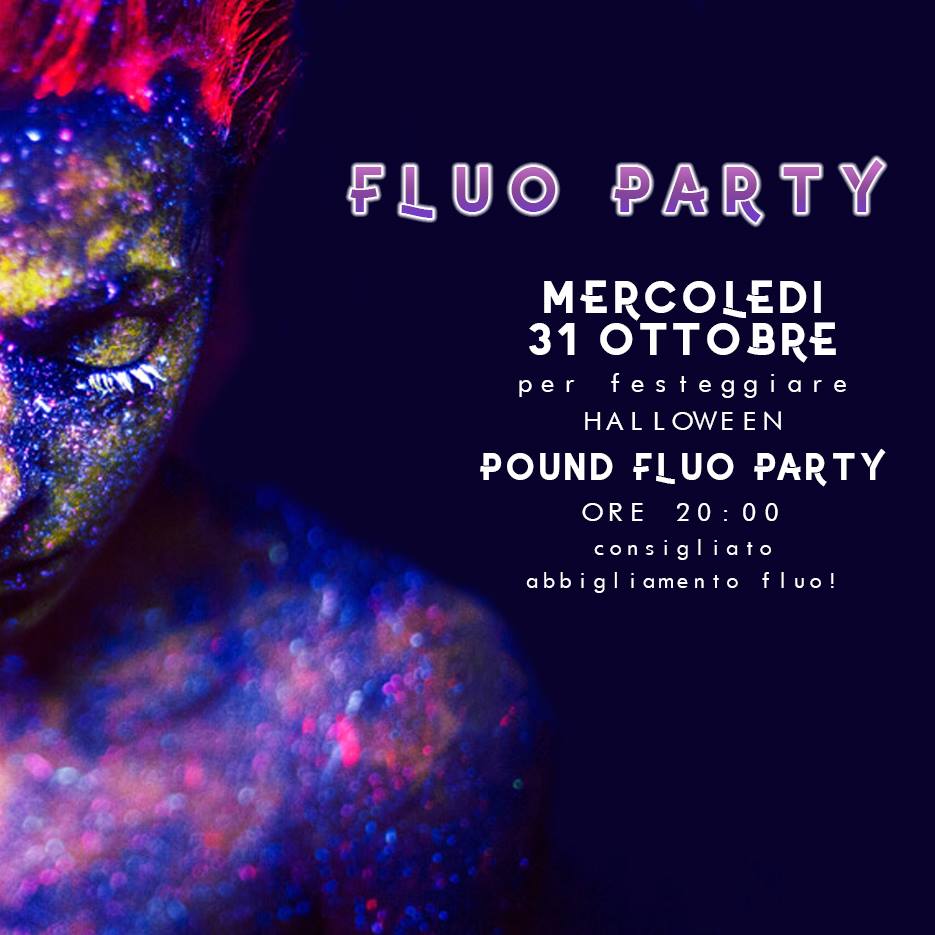 FLUO PARTY
MERCOLEDI
31 OTTOBRE
per festeggiare
HALLOWEEN
POUND FLUO PARTY
ORE 20:00
consigliato
abbigliamento fluo!